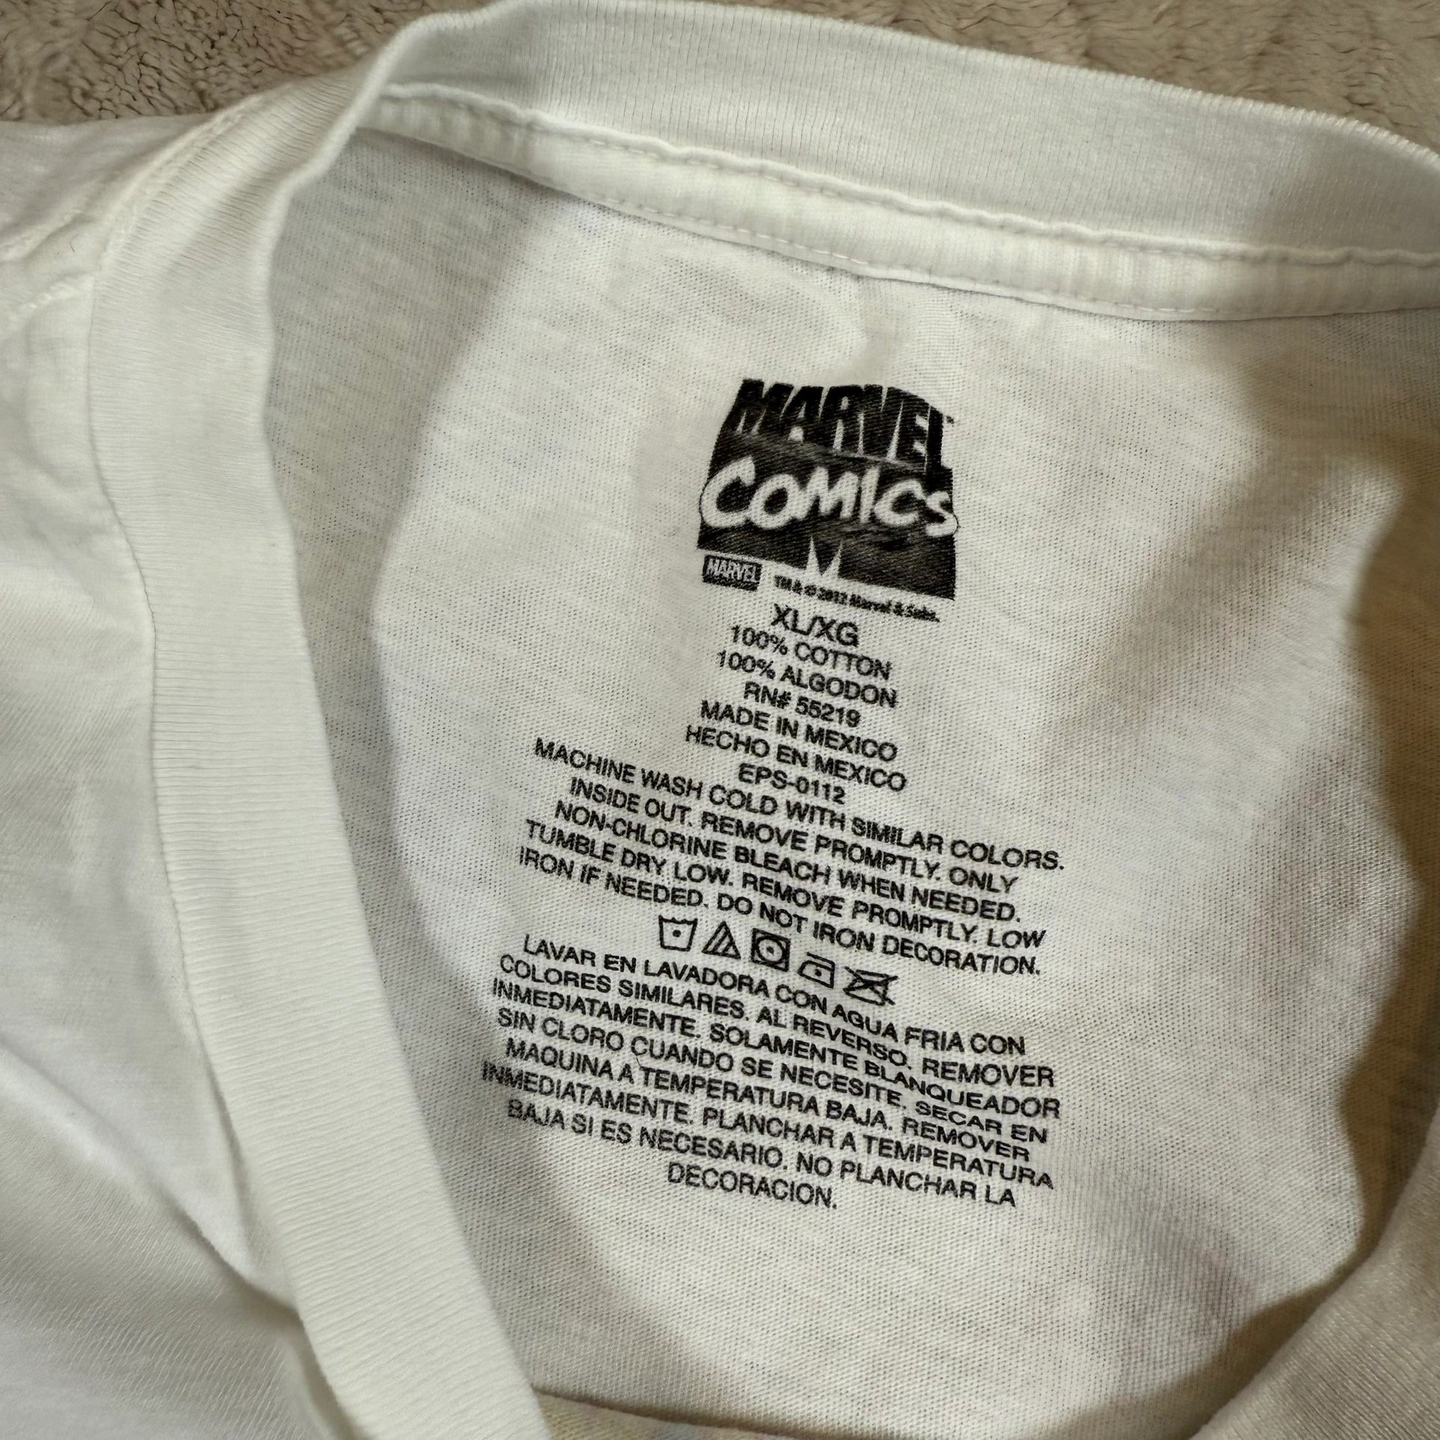 MARVEL™
COMICS
MARVEL TM & © 2012 Marvel & Subs.
XL/XG
100% COTTON
100% ALGODON
RN# 55219
MADE IN MEXICO
HECHO EN MEXICO
EPS-0112
MACHINE WASH COLD WITH SIMILAR COLORS.
INSIDE OUT. REMOVE PROMPTLY. ONLY
NON-CHLORINE BLEACH WHEN NEEDED.
TUMBLE DRY LOW. REMOVE PROMPTLY. LOW
IRON IF NEEDED. DO NOT IRON DECORATION.
LAVAR EN LAVADORA CON AGUA FRIA CON
COLORES SIMILARES. AL REVERSO. REMOVER
INMEDIATAMENTE. SOLAMENTE BLANQUEADOR
SIN CLORO CUANDO SE NECESITE. SECAR EN
MAQUINA A TEMPERATURA BAJA. REMOVER
INMEDIATAMENTE. PLANCHAR A TEMPERATURA
BAJA SI ES NECESARIO. NO PLANCHAR LA
DECORACION.